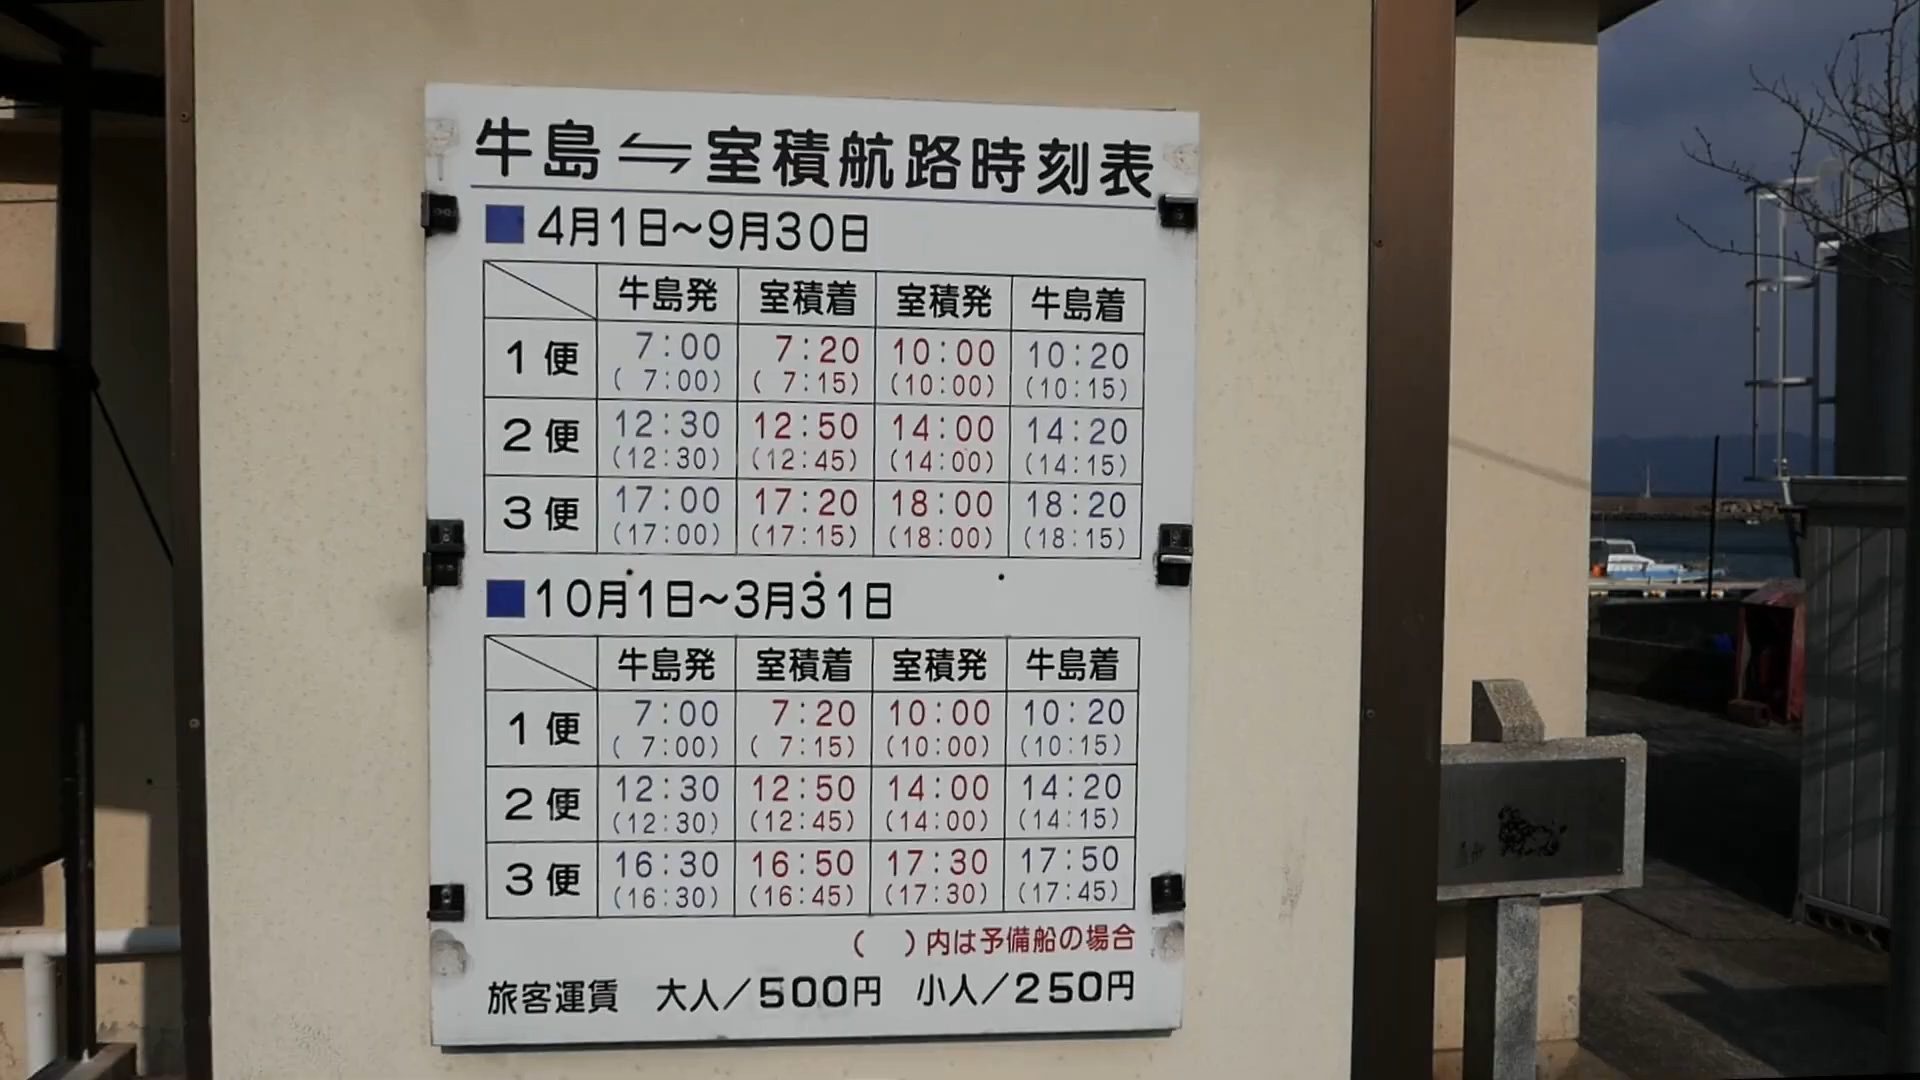 牛島⇋室積航路時刻表
■4月1日~9月30日
牛島発 室積着 室積発 牛島着
1便 7:00 7:20 10:00 10:20
( 7:00) ( 7:15) (10:00) (10:15)
2便 12:30 12:50 14:00 14:20
(12:30) (12:45) (14:00) (14:15)
3便 17:00 17:20 18:00 18:20
(17:00) (17:15) (18:00) (18:15)
■10月1日~3月31日
牛島発 室積着 室積発 牛島着
1便 7:00 7:20 10:00 10:20
( 7:00) ( 7:15) (10:00) (10:15)
2便 12:30 12:50 14:00 14:20
(12:30) (12:45) (14:00) (14:15)
3便 16:30 16:50 17:30 17:50
(16:30) (16:45) (17:30) (17:45)
( )内は予備船の場合
旅客運賃 大人/500円 小人/250円